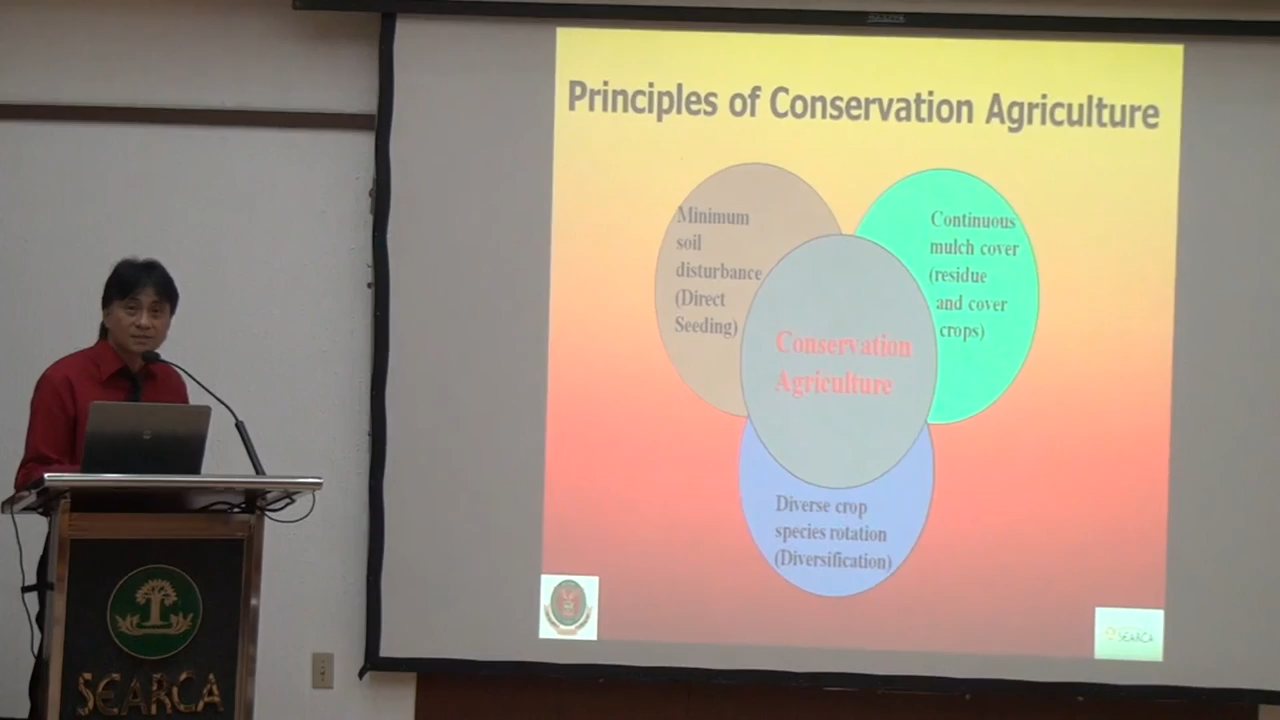 Principles of Conservation Agriculture
Minimum
soil
disturbance
(Direct
Seeding)
Continuous
mulch cover
(residue
and cover
crops)
Conservation
Agriculture
Diverse crop
species rotation
(Diversification)
SEARCA
SEARCA